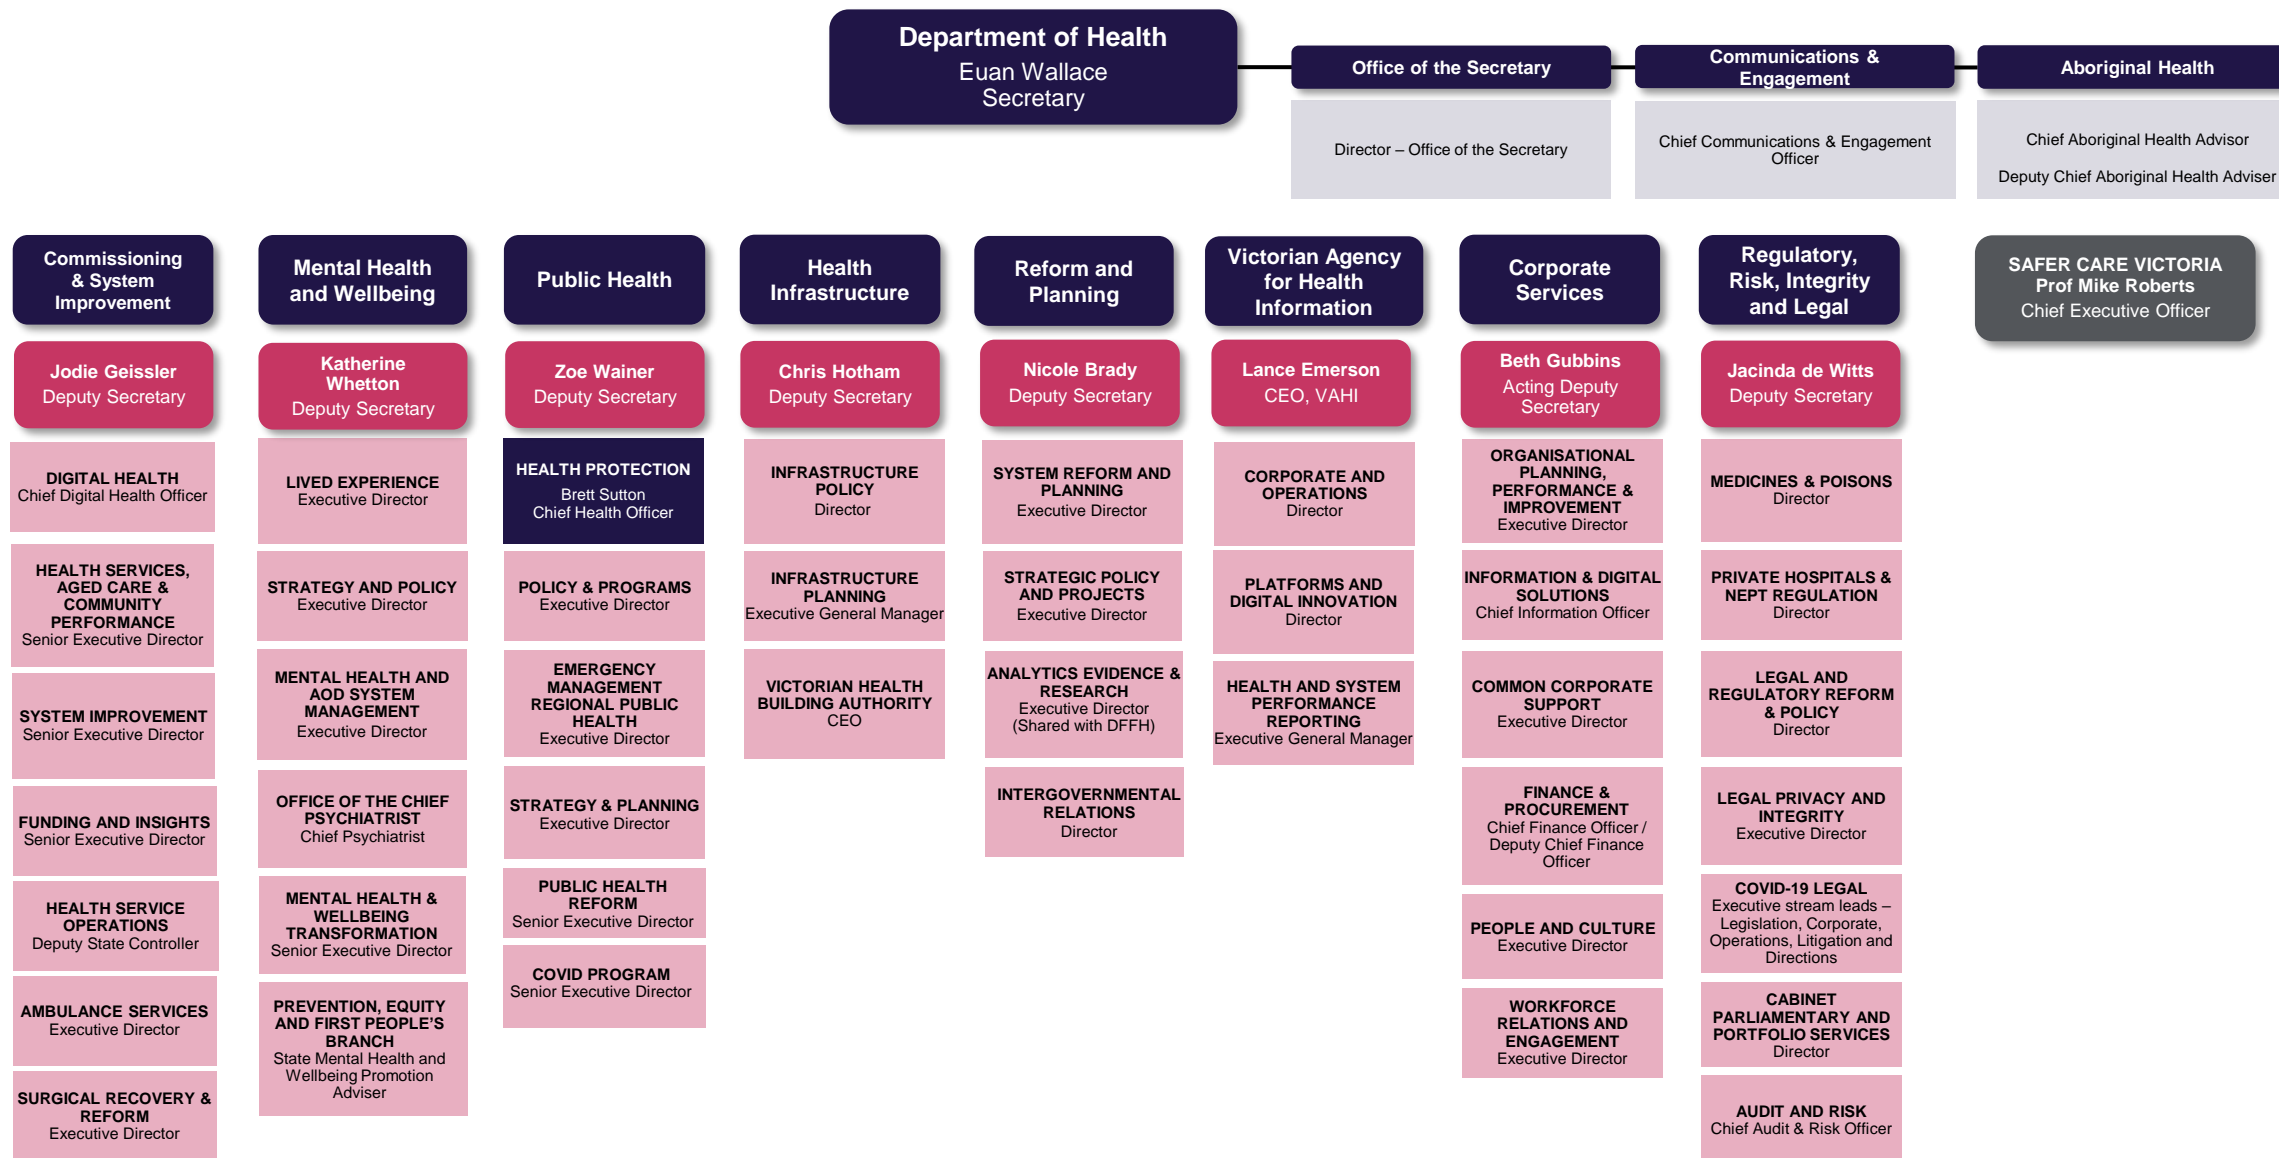 Department of Health
Euan Wallace
Secretary
Office of the Secretary
Director – Office of the Secretary
Communications &
Engagement
Chief Communications & Engagement
Officer
Aboriginal Health
Chief Aboriginal Health Advisor
Deputy Chief Aboriginal Health Adviser
Commissioning
& System
Improvement
Jodie Geissler
Deputy Secretary
DIGITAL HEALTH
Chief Digital Health Officer
HEALTH SERVICES,
AGED CARE &
COMMUNITY
PERFORMANCE
Senior Executive Director
SYSTEM IMPROVEMENT
Senior Executive Director
FUNDING AND INSIGHTS
Senior Executive Director
HEALTH SERVICE
OPERATIONS
Deputy State Controller
AMBULANCE SERVICES
Executive Director
SURGICAL RECOVERY &
REFORM
Executive Director
Mental Health
and Wellbeing
Katherine
Whetton
Deputy Secretary
LIVED EXPERIENCE
Executive Director
STRATEGY AND POLICY
Executive Director
MENTAL HEALTH AND
AOD SYSTEM
MANAGEMENT
Executive Director
OFFICE OF THE CHIEF
PSYCHIATRIST
Chief Psychiatrist
MENTAL HEALTH &
WELLBEING
TRANSFORMATION
Senior Executive Director
PREVENTION, EQUITY
AND FIRST PEOPLE’S
BRANCH
State Mental Health and
Wellbeing Promotion
Adviser
Public Health
Zoe Wainer
Deputy Secretary
HEALTH PROTECTION
Brett Sutton
Chief Health Officer
POLICY & PROGRAMS
Executive Director
EMERGENCY
MANAGEMENT
REGIONAL PUBLIC
HEALTH
Executive Director
STRATEGY & PLANNING
Executive Director
PUBLIC HEALTH
REFORM
Senior Executive Director
COVID PROGRAM
Senior Executive Director
Health
Infrastructure
Chris Hotham
Deputy Secretary
INFRASTRUCTURE
POLICY
Director
INFRASTRUCTURE
PLANNING
Executive General Manager
VICTORIAN HEALTH
BUILDING AUTHORITY
CEO
Reform and
Planning
Nicole Brady
Deputy Secretary
SYSTEM REFORM AND
PLANNING
Executive Director
STRATEGIC POLICY
AND PROJECTS
Executive Director
ANALYTICS EVIDENCE &
RESEARCH
Executive Director
(Shared with DFFH)
INTERGOVERNMENTAL
RELATIONS
Director
Victorian Agency
for Health
Information
Lance Emerson
CEO, VAHI
CORPORATE AND
OPERATIONS
Director
PLATFORMS AND
DIGITAL INNOVATION
Director
HEALTH AND SYSTEM
PERFORMANCE
REPORTING
Executive General Manager
Corporate
Services
Beth Gubbins
Acting Deputy
Secretary
ORGANISATIONAL
PLANNING,
PERFORMANCE &
IMPROVEMENT
Executive Director
INFORMATION & DIGITAL
SOLUTIONS
Chief Information Officer
COMMON CORPORATE
SUPPORT
Executive Director
FINANCE &
PROCUREMENT
Chief Finance Officer /
Deputy Chief Finance
Officer
PEOPLE AND CULTURE
Executive Director
WORKFORCE
RELATIONS AND
ENGAGEMENT
Executive Director
Regulatory,
Risk, Integrity
and Legal
Jacinda de Witts
Deputy Secretary
MEDICINES & POISONS
Director
PRIVATE HOSPITALS &
NEPT REGULATION
Director
LEGAL AND
REGULATORY REFORM
& POLICY
Director
LEGAL PRIVACY AND
INTEGRITY
Executive Director
COVID-19 LEGAL
Executive stream leads –
Legislation, Corporate,
Operations, Litigation and
Directions
CABINET
PARLIAMENTARY AND
PORTFOLIO SERVICES
Director
AUDIT AND RISK
Chief Audit & Risk Officer
SAFER CARE VICTORIA
Prof Mike Roberts
Chief Executive Officer